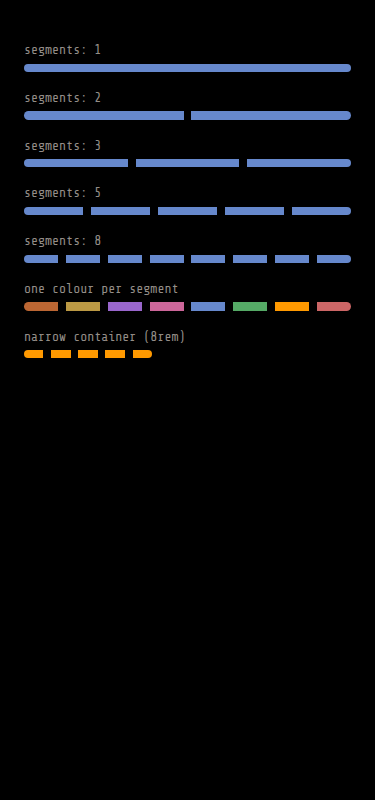 segments: 1
segments: 2
segments: 3
segments: 5
segments: 8
one colour per segment
narrow container (8rem)